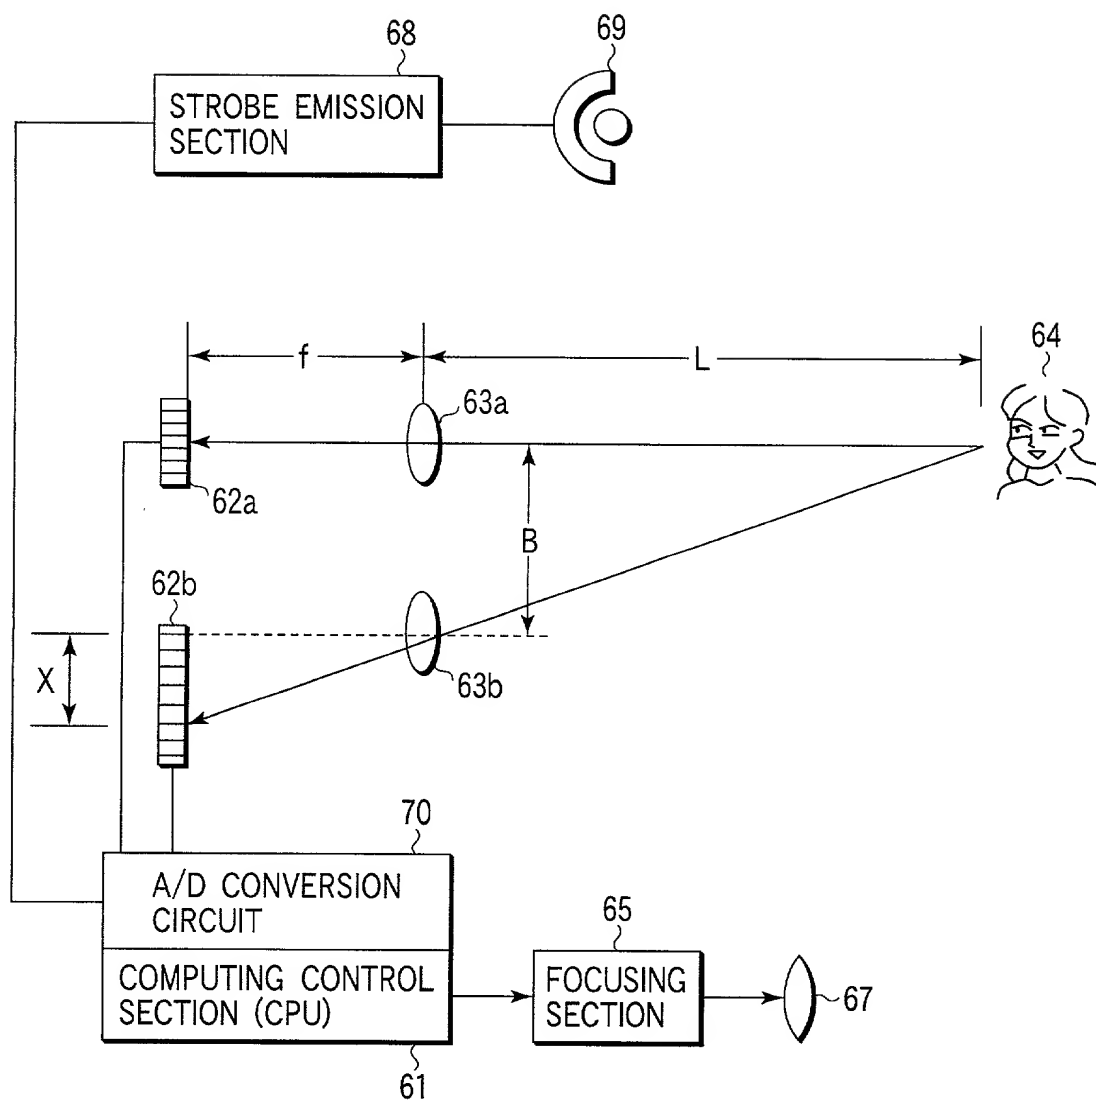 68
69
STROBE EMISSION
SECTION
64
f
L
63a
62a
B
62b
X
63b
70
A/D CONVERSION
CIRCUIT
65
COMPUTING CONTROL
SECTION (CPU)
FOCUSING
SECTION
67
61